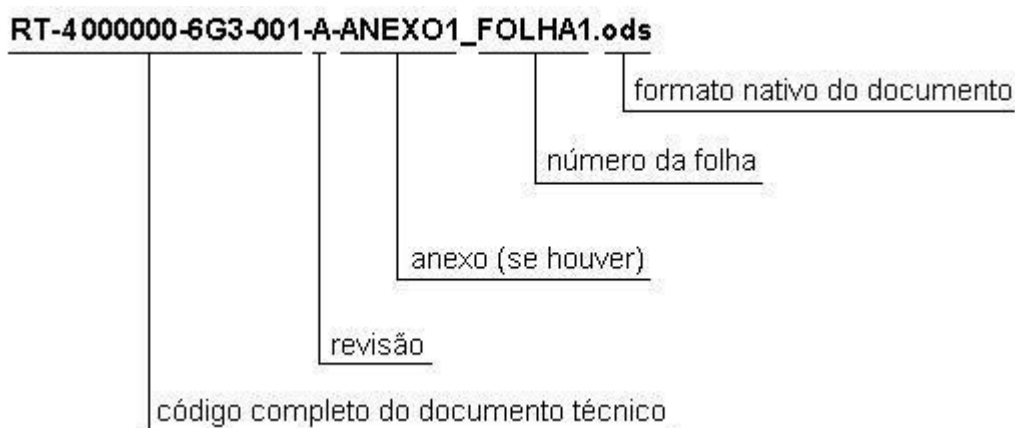 RT-4000000-6G3-001-A-ANEXO1_FOLHA1.ods
formato nativo do documento
número da folha
anexo (se houver)
revisão
código completo do documento técnico